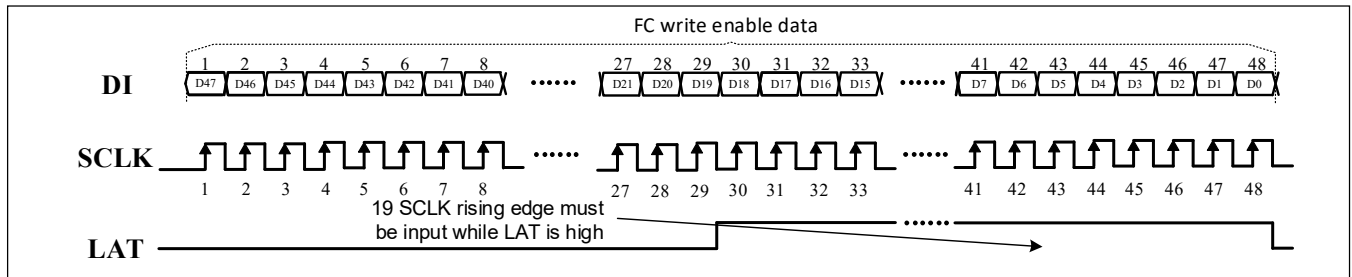 FC write enable data
1 2 3 4 5 6 7 8 27 28 29 30 31 32 33 41 42 43 44 45 46 47 48
DI D47 D46 D45 D44 D43 D42 D41 D40 ...... D21 D20 D19 D18 D17 D16 D15 ...... D7 D6 D5 D4 D3 D2 D1 D0
SCLK ...... ......
1 2 3 4 5 6 7 8 27 28 29 30 31 32 33 41 42 43 44 45 46 47 48
19 SCLK rising edge must
be input while LAT is high
LAT ......